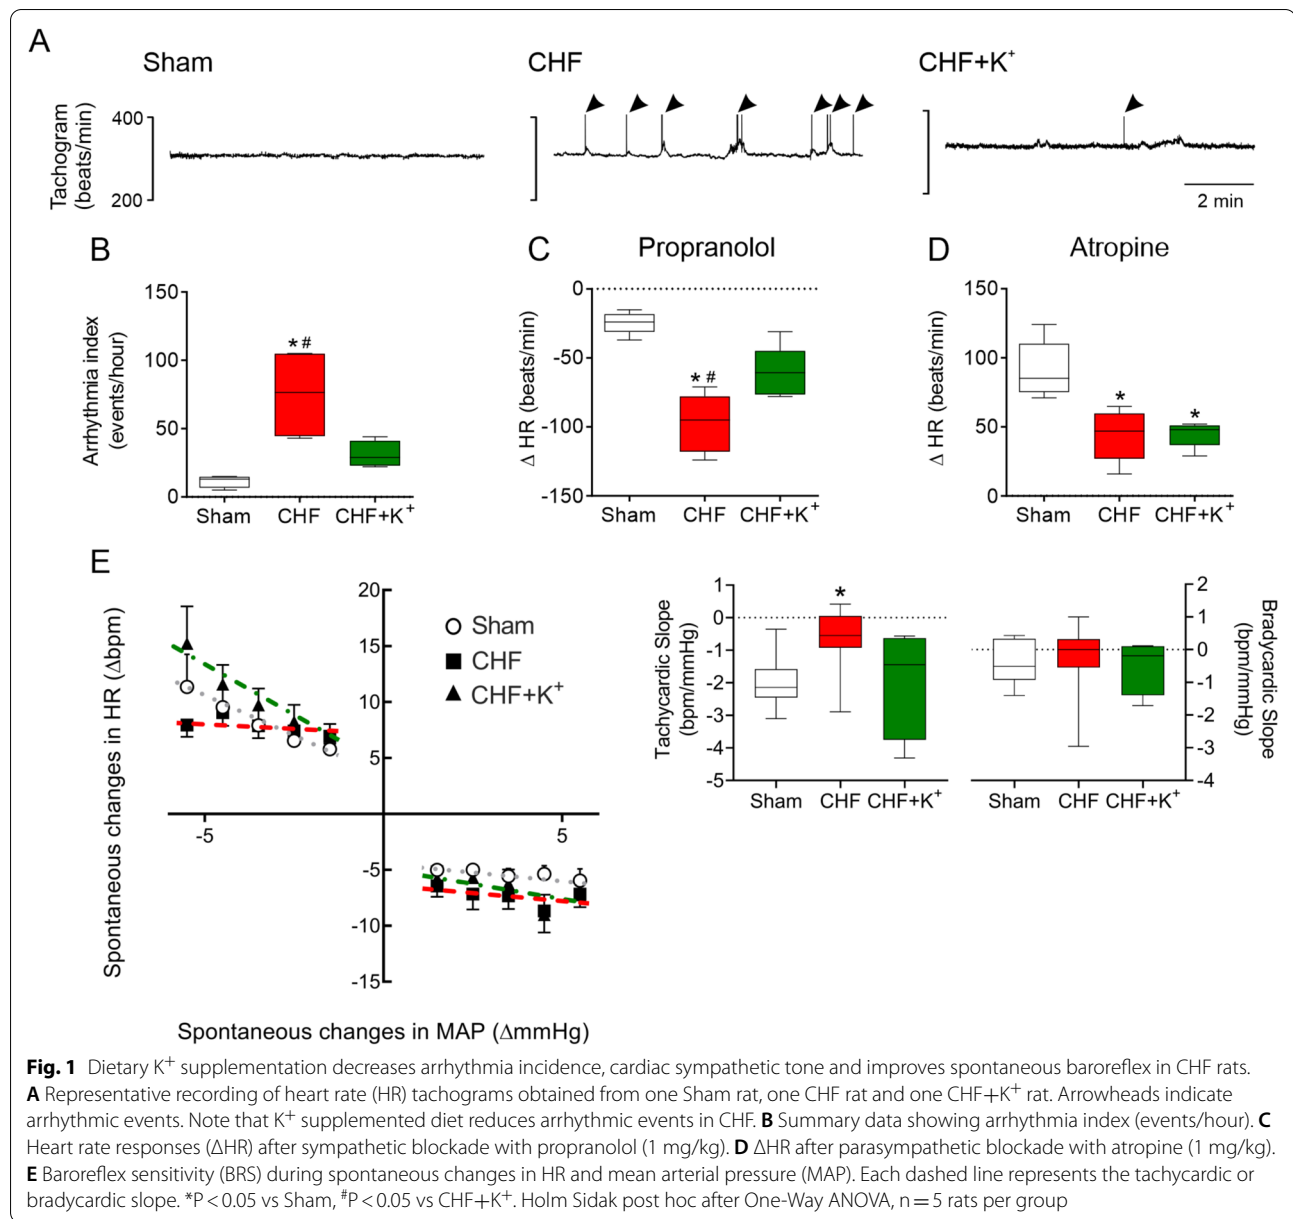 A
Sham
CHF
CHF+K⁺
Tachogram
(beats/min)
400
200
2 min
B
Arrhythmia index
(events/hour)
150
100
50
0
* #
Sham CHF CHF+K⁺
C
Propranolol
Δ HR (beats/min)
0
-50
-100
-150
* #
Sham CHF CHF+K⁺
D
Atropine
Δ HR (beats/min)
150
100
50
0
*
*
Sham CHF CHF+K⁺
E
Spontaneous changes in HR (Δbpm)
20
15
10
5
-5
-10
-15
-5
5
Sham
CHF
CHF+K⁺
Spontaneous changes in MAP (ΔmmHg)
Tachycardic Slope
(bpm/mmHg)
1
0
-1
-2
-3
-4
-5
*
Sham CHF CHF+K⁺
2
1
0
-1
-2
-3
-4
Bradycardic Slope
(bpm/mmHg)
Sham CHF CHF+K⁺
Fig. 1 Dietary K⁺ supplementation decreases arrhythmia incidence, cardiac sympathetic tone and improves spontaneous baroreflex in CHF rats.
A Representative recording of heart rate (HR) tachograms obtained from one Sham rat, one CHF rat and one CHF+K⁺ rat. Arrowheads indicate
arrhythmic events. Note that K⁺ supplemented diet reduces arrhythmic events in CHF. B Summary data showing arrhythmia index (events/hour). C
Heart rate responses (ΔHR) after sympathetic blockade with propranolol (1 mg/kg). D ΔHR after parasympathetic blockade with atropine (1 mg/kg).
E Baroreflex sensitivity (BRS) during spontaneous changes in HR and mean arterial pressure (MAP). Each dashed line represents the tachycardic or
bradycardic slope. *P < 0.05 vs Sham, #P < 0.05 vs CHF+K⁺. Holm Sidak post hoc after One-Way ANOVA, n = 5 rats per group